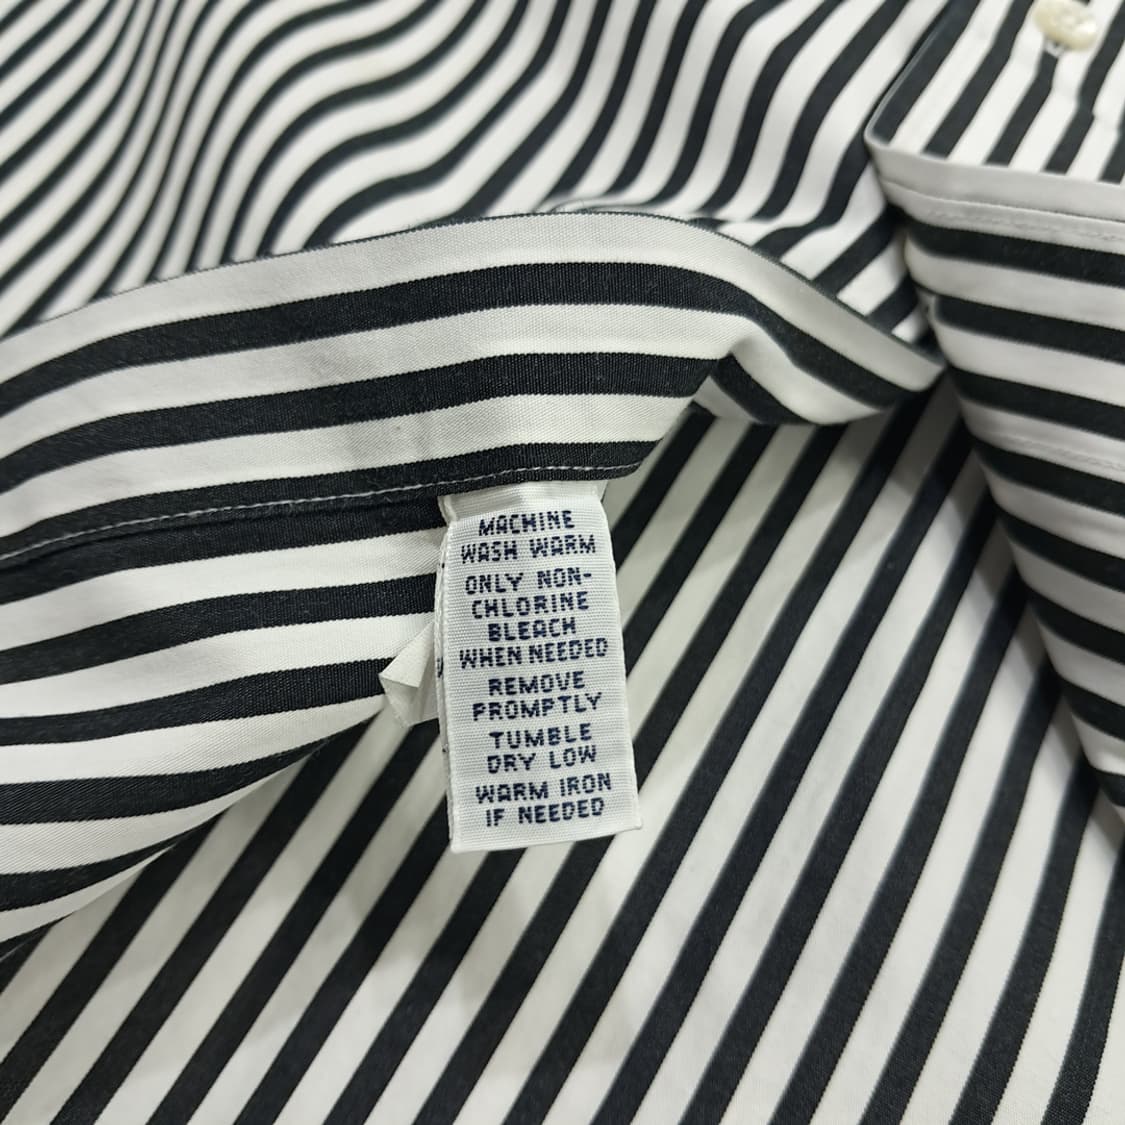 MACHINE
WASH WARM
ONLY NON-
CHLORINE
BLEACH
WHEN NEEDED
REMOVE
PROMPTLY
TUMBLE
DRY LOW
WARM IRON
IF NEEDED